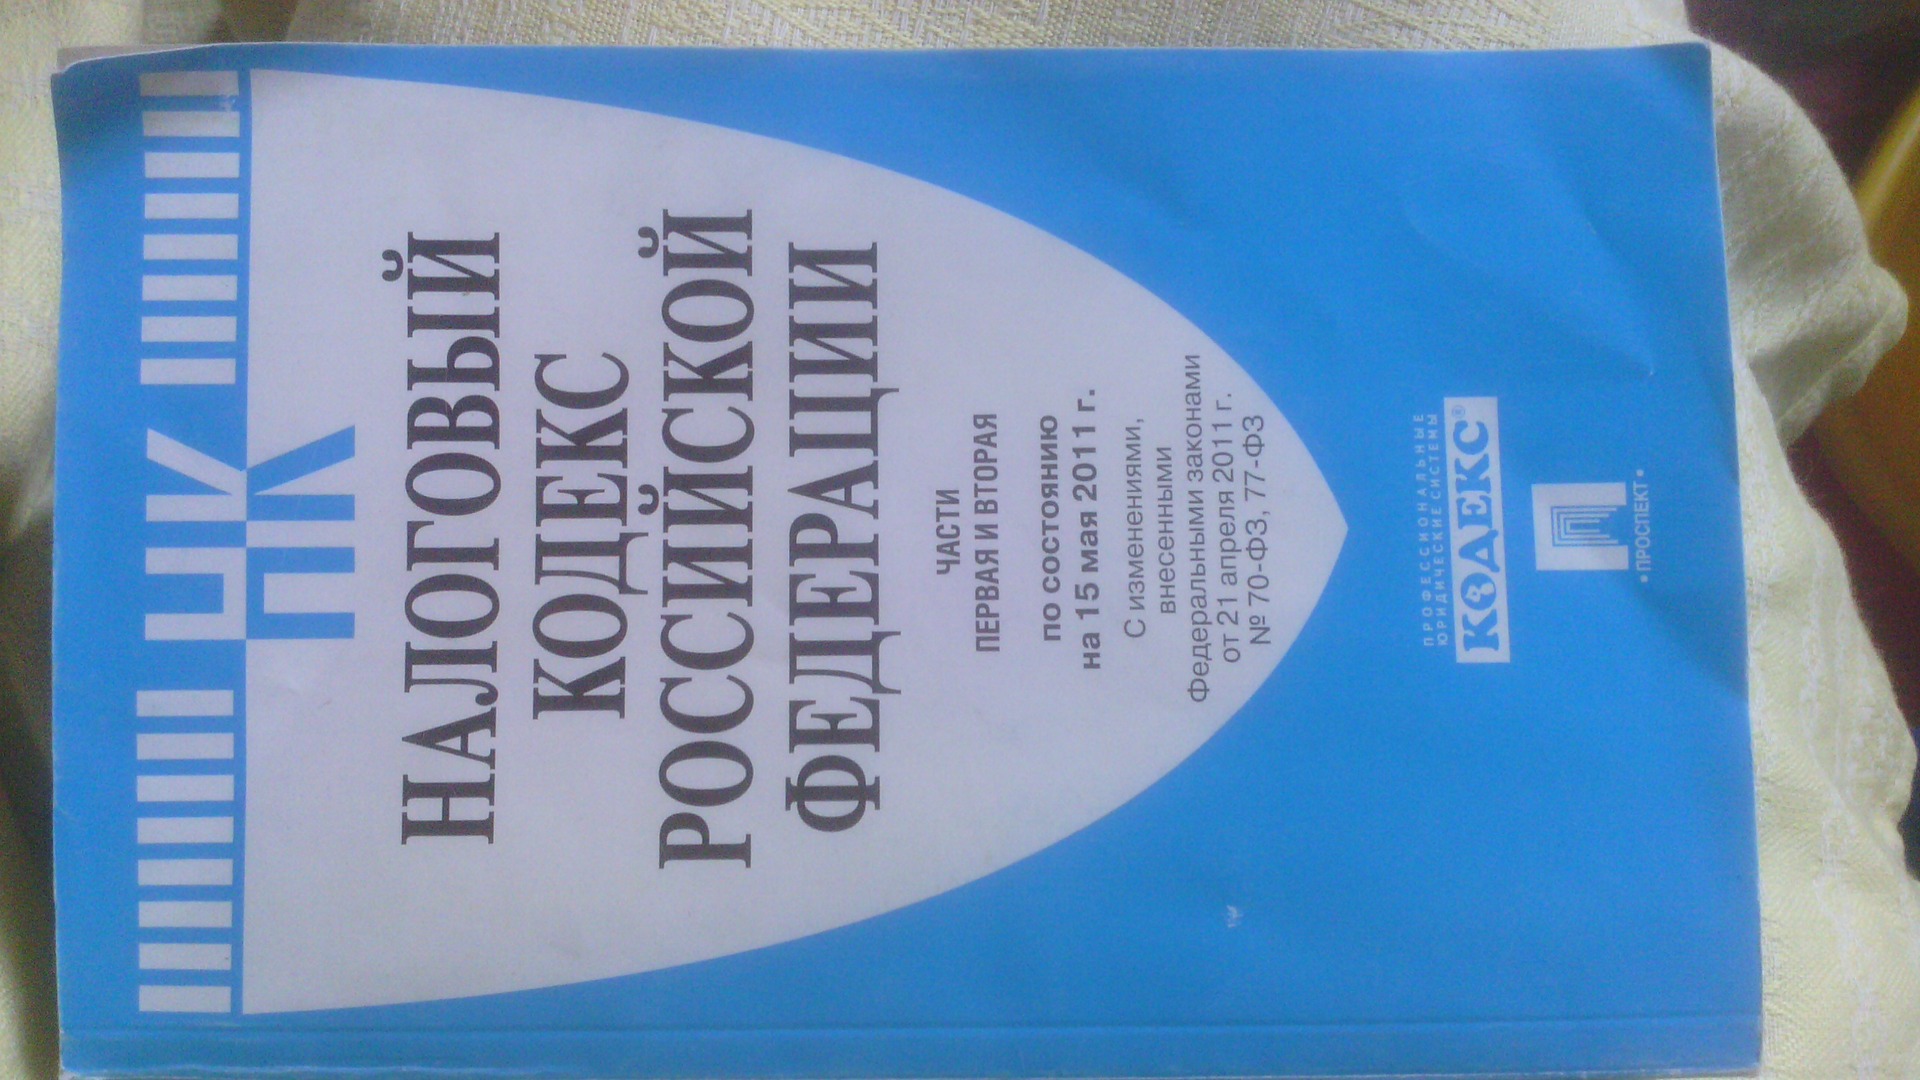 НК
НАЛОГОВЫЙ
КОДЕКС
РОССИЙСКОЙ
ФЕДЕРАЦИИ
ЧАСТИ
ПЕРВАЯ И ВТОРАЯ
по состоянию
на 15 мая 2011 г.
С изменениями,
внесенными
Федеральными законами
от 21 апреля 2011 г.
№ 70-ФЗ, 77-ФЗ
ПРОФЕССИОНАЛЬНЫЕ
ЮРИДИЧЕСКИЕ СИСТЕМЫ
КОДЕКС®
• ПРОСПЕКТ •